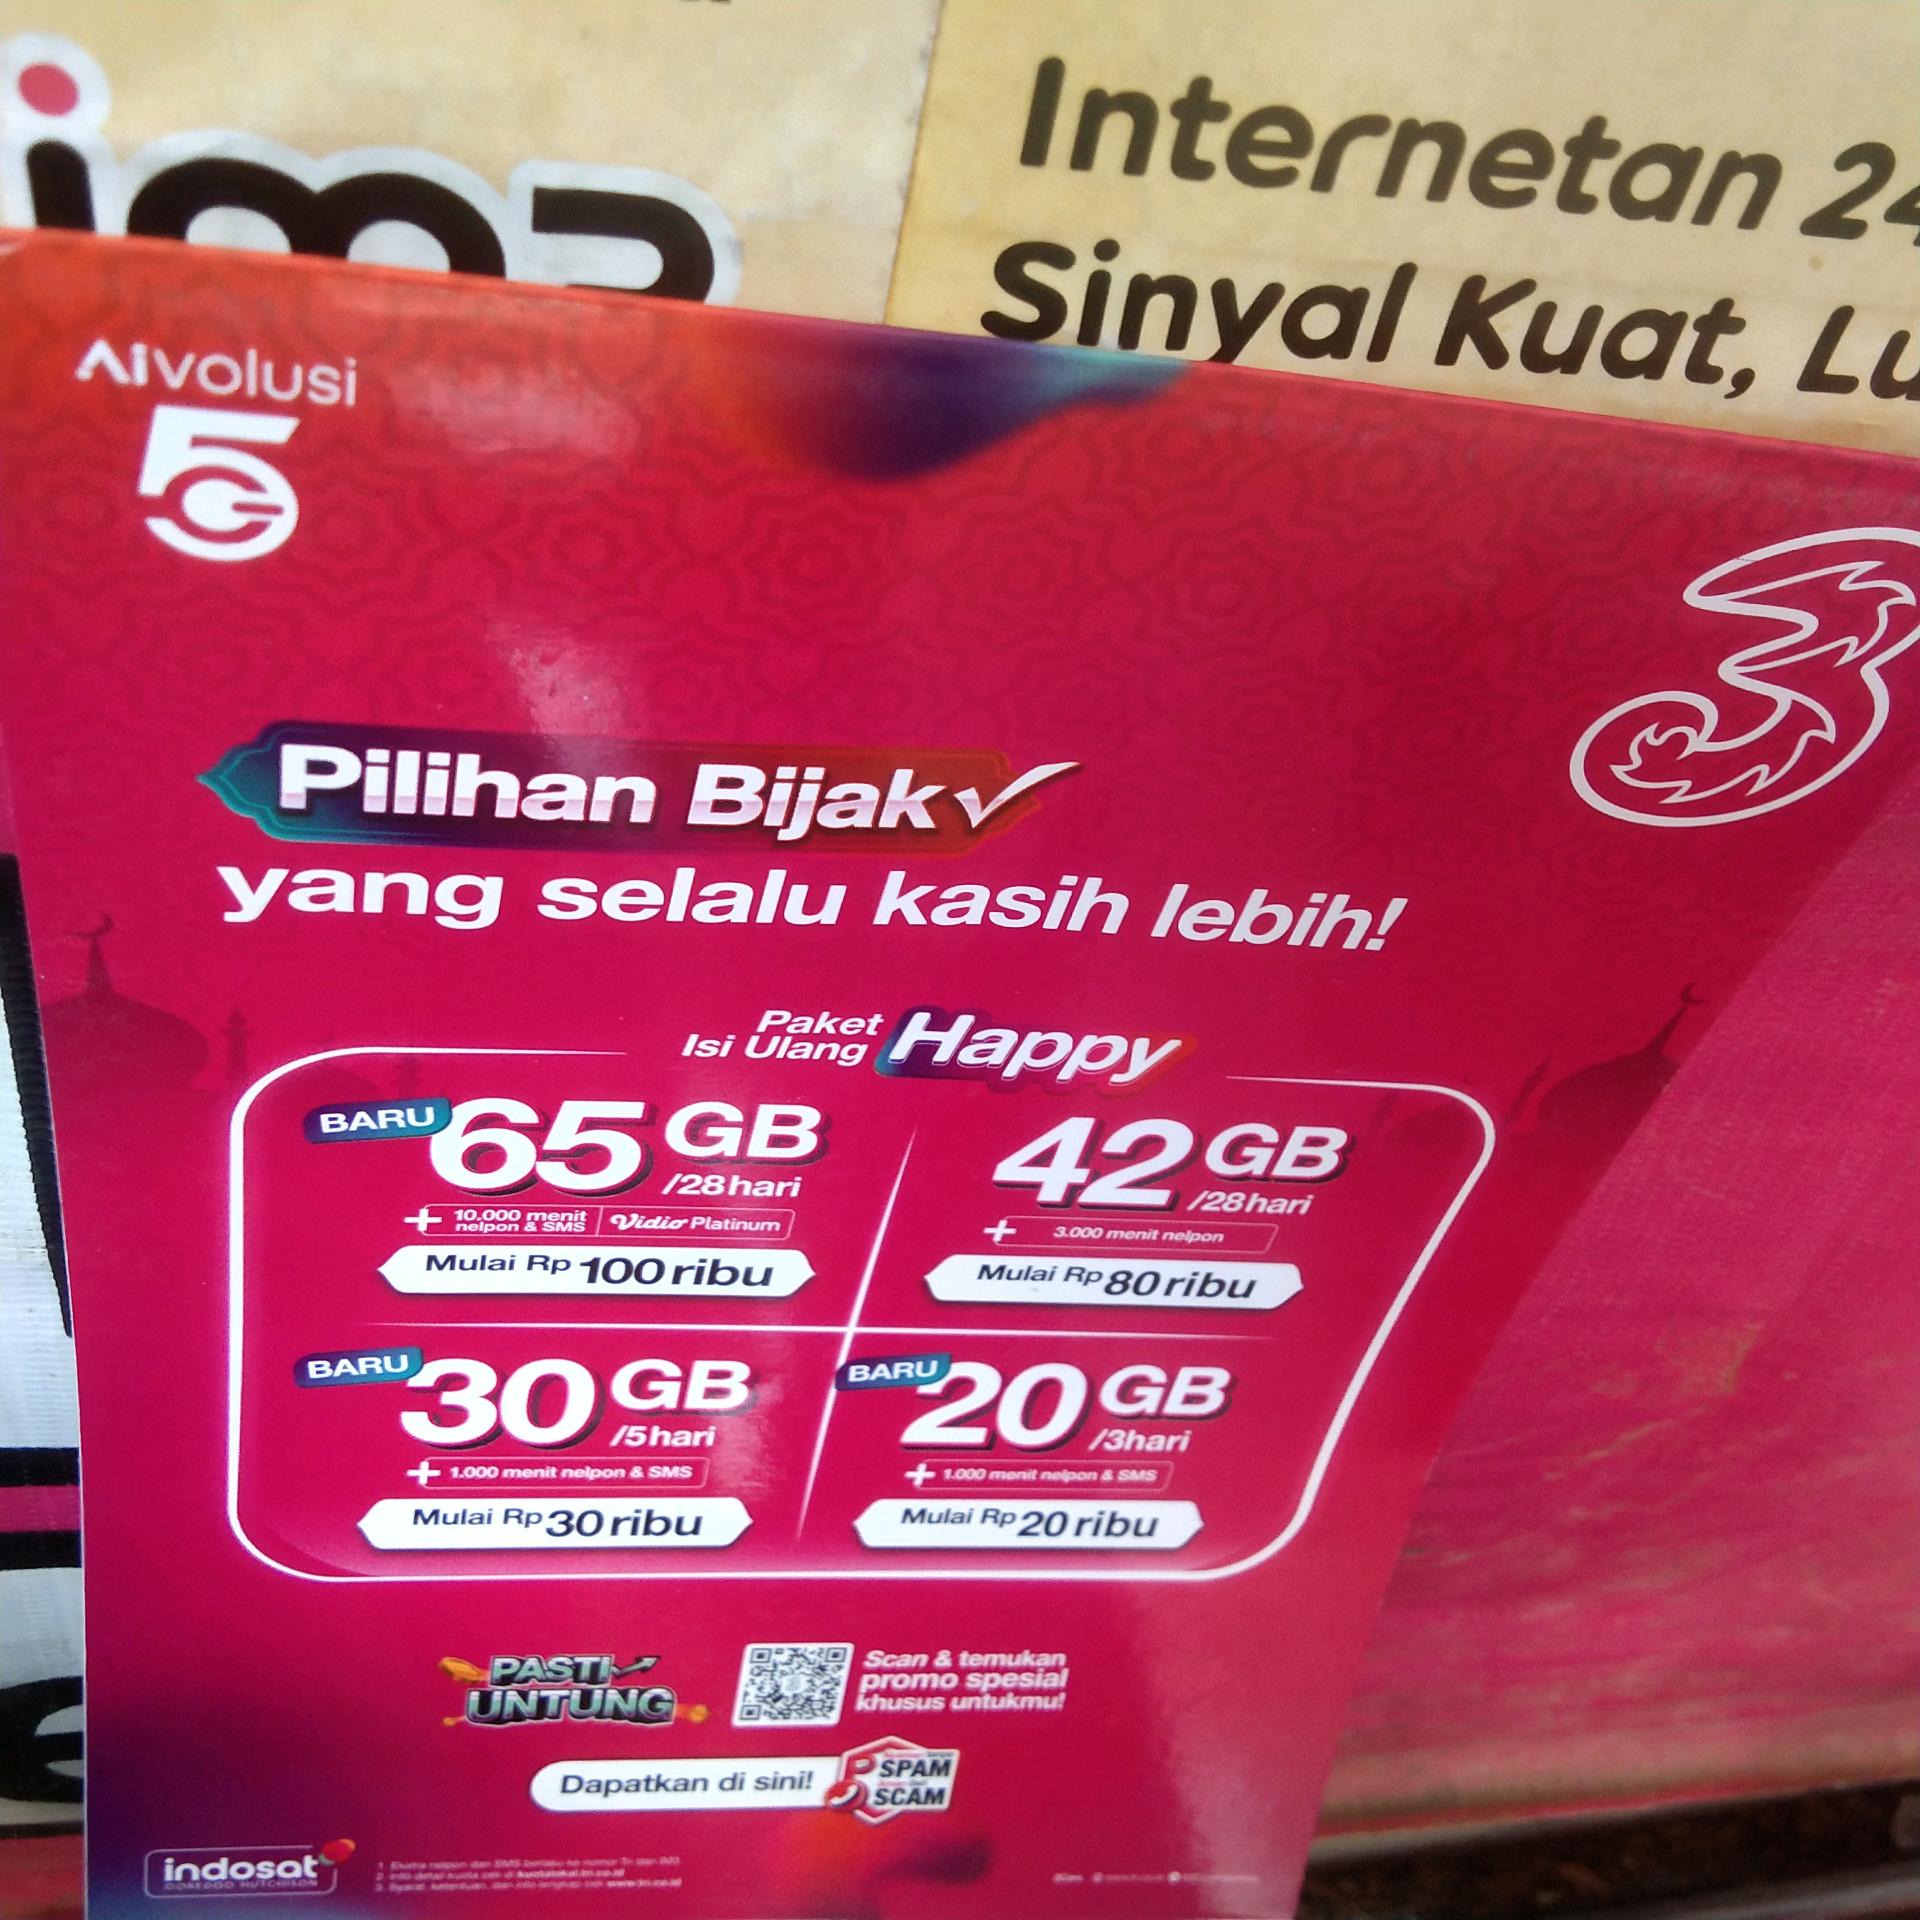 ima
Internetan 24
Sinyal Kuat, Lu
AIVOLUSI
5G
3
Pilihan Bijak
yang selalu kasih lebih!
Paket
Isi Ulang Happy
BARU 65 GB
/28 hari
+ 10.000 menit
nelpon & SMS Vidio Platinum
Mulai Rp 100 ribu
42 GB
/28 hari
+ 3.000 menit nelpon
Mulai Rp 80 ribu
BARU 30 GB
/5 hari
+ 1.000 menit nelpon & SMS
Mulai Rp 30 ribu
BARU 20 GB
/3 hari
+ 1.000 menit nelpon & SMS
Mulai Rp 20 ribu
PASTI
UNTUNG
Scan & temukan
promo spesial
khusus untukmu!
Dapatkan di sini!
SPAM
SCAM
indosat
OOREDOO HUTCHISON